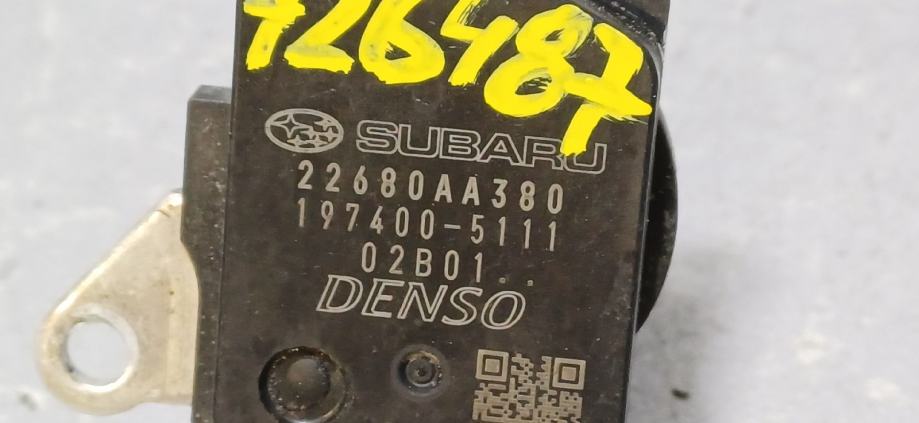 726487
SUBARU
22680AA380
197400-5111
02B01..
DENSO